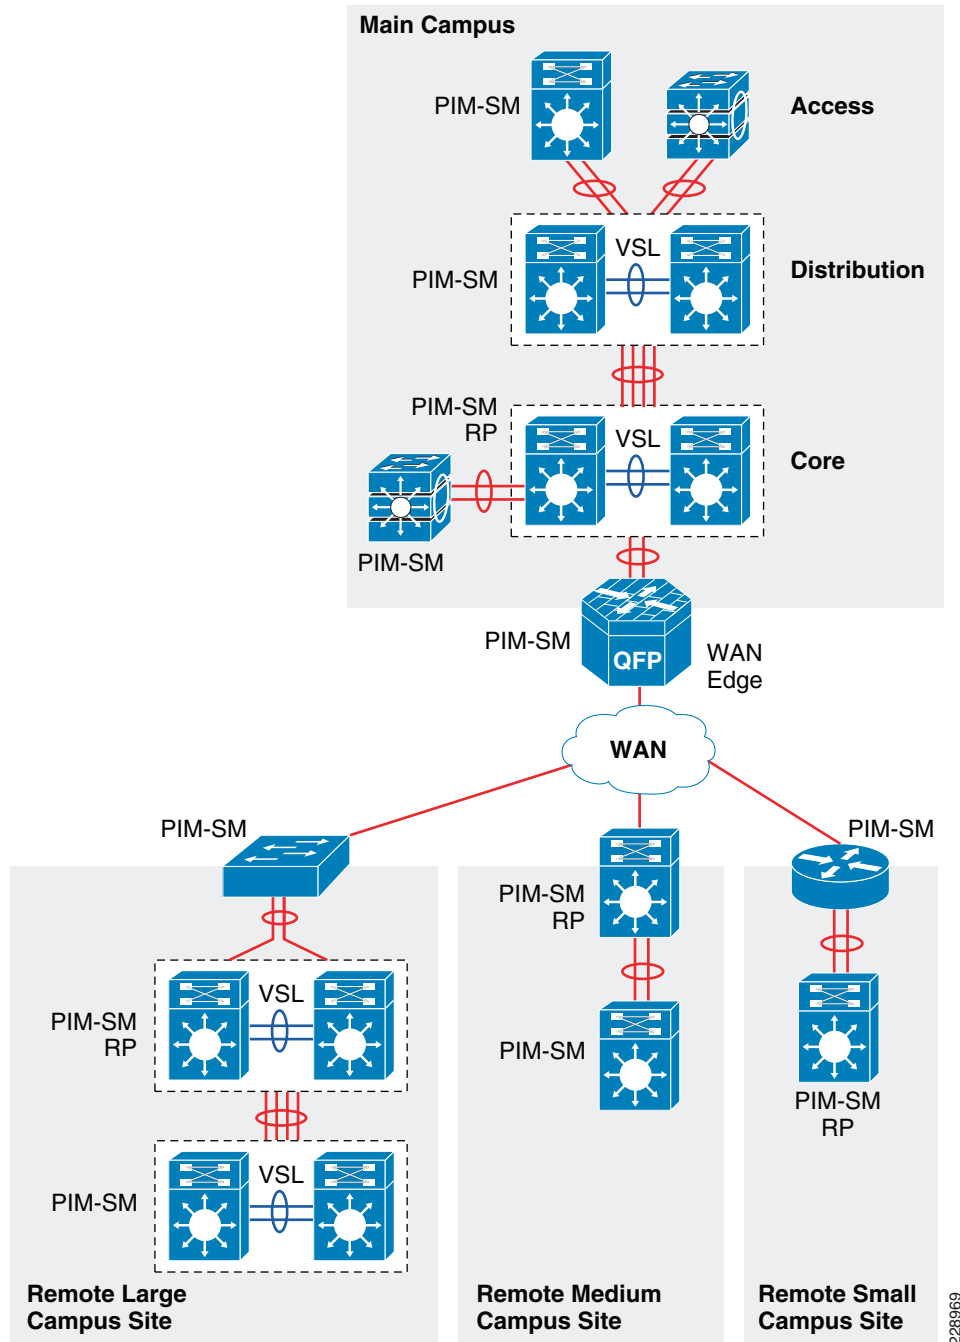 Main Campus
PIM-SM
Access
VSL
PIM-SM
Distribution
PIM-SM
RP
VSL
Core
PIM-SM
PIM-SM
QFP
WAN
Edge
WAN
PIM-SM
PIM-SM
PIM-SM
RP
VSL
PIM-SM
RP
PIM-SM
PIM-SM
RP
VSL
PIM-SM
Remote Large
Campus Site
Remote Medium
Campus Site
Remote Small
Campus Site
228969